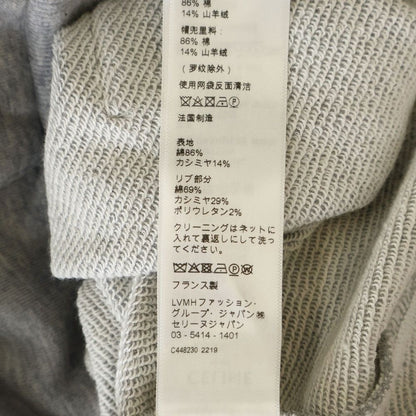 86% 棉
14% 山羊绒
帽兜里料:
86% 棉
14% 山羊绒
(罗纹除外)
使用网袋反面清洁
法国制造
表地
綿86%
カシミヤ14%
リブ部分
綿69%
カシミヤ29%
ポリウレタン2%
クリーニングはネットに
入れて裏返しにして洗っ
てください。
フランス製
LVMHファッション・
グループ・ジャパン㈱
セリーヌジャパン
03 - 5414 - 1401
C448230 2219